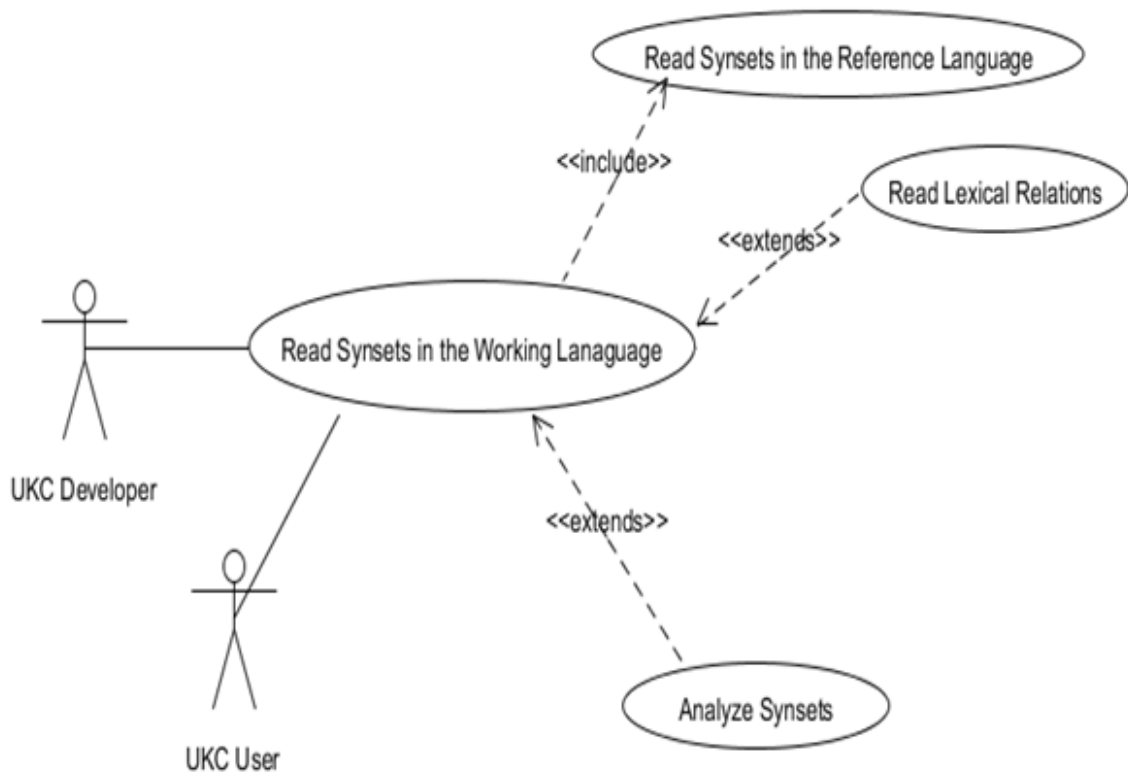 Read Synsets in the Reference Language
<<include>>
Read Lexical Relations
<<extends>>
Read Synsets in the Working Lanaguage
UKC Developer
<<extends>>
Analyze Synsets
UKC User